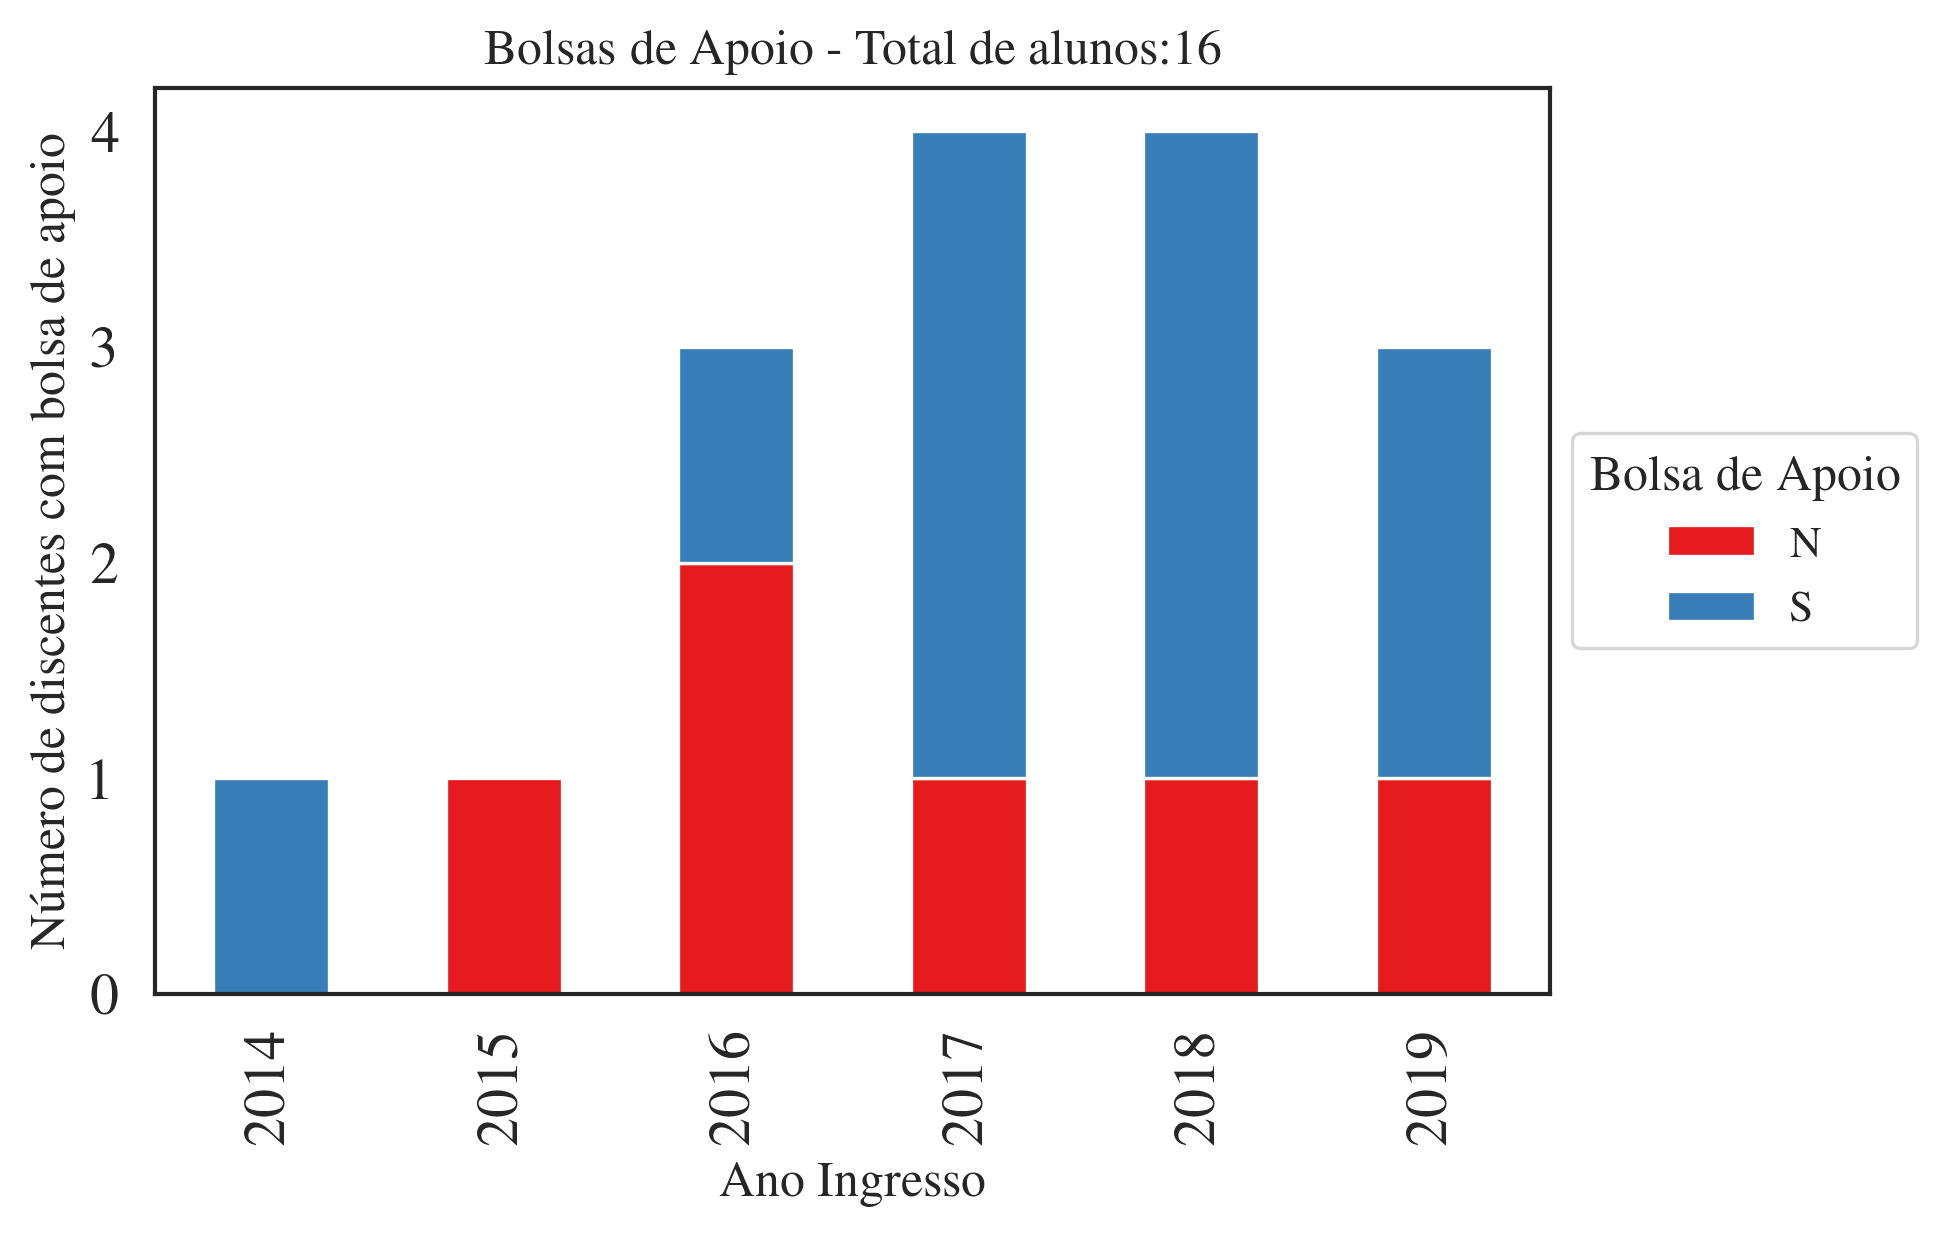 Bolsas de Apoio - Total de alunos:16
Número de discentes com bolsa de apoio
4
3
2
1
0
2014
2015
2016
2017
2018
2019
Ano Ingresso
Bolsa de Apoio
N
S